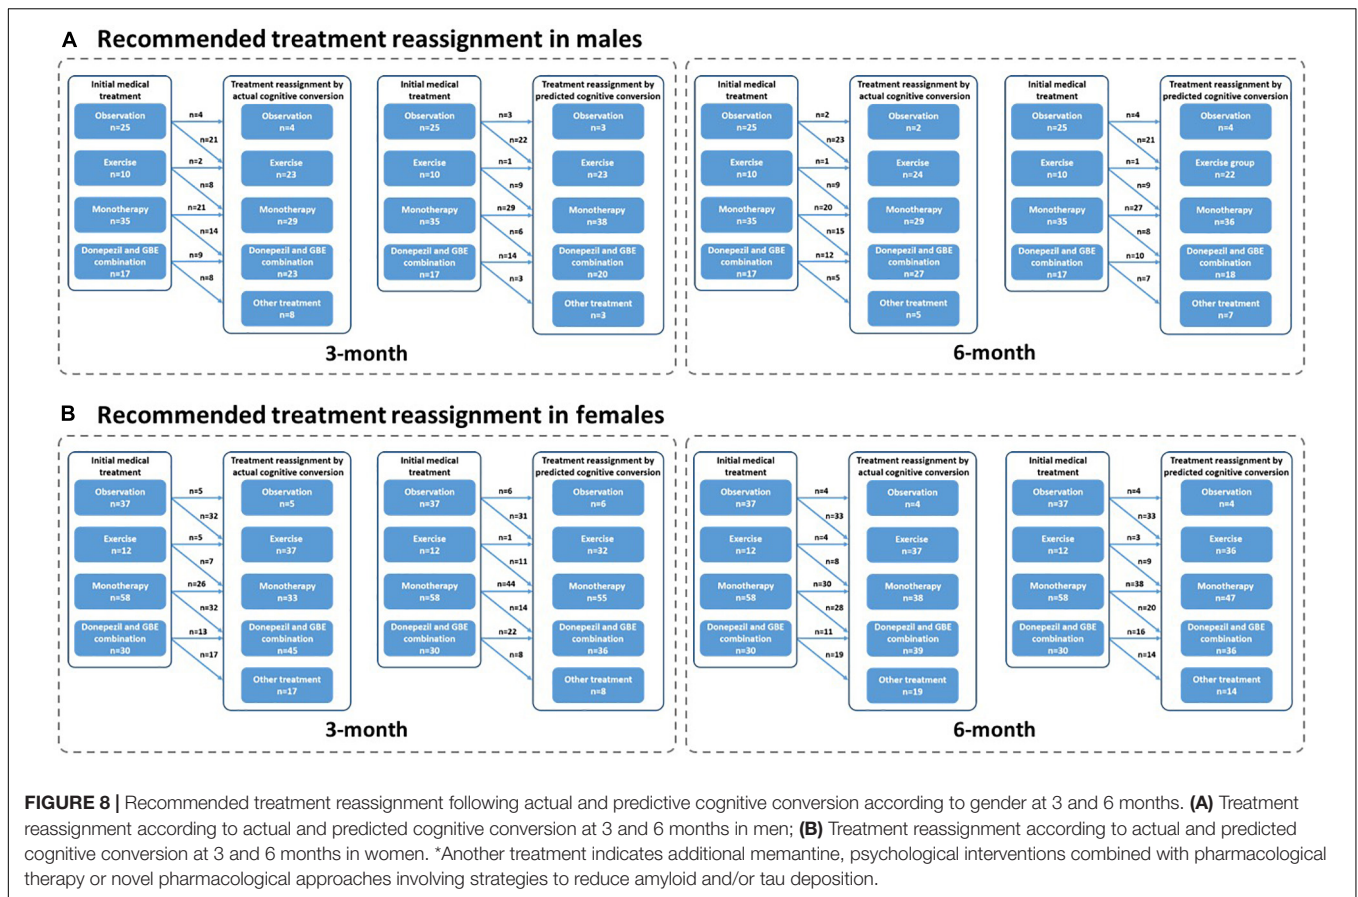 A Recommended treatment reassignment in males
Initial medical
treatment
Observation
n=25
Exercise
n=10
Monotherapy
n=35
Donepezil and GBE
combination
n=17
n=4
n=21
n=2
n=8
n=21
n=14
n=9
n=8
Treatment reassignment by
actual cognitive conversion
Observation
n=4
Exercise
n=23
Monotherapy
n=29
Donepezil and GBE
combination
n=23
Other treatment
n=8
Initial medical
treatment
Observation
n=25
Exercise
n=10
Monotherapy
n=35
Donepezil and GBE
combination
n=17
n=3
n=22
n=1
n=9
n=29
n=6
n=14
n=3
Treatment reassignment by
predicted cognitive conversion
Observation
n=3
Exercise
n=23
Monotherapy
n=38
Donepezil and GBE
combination
n=20
Other treatment
n=3
3-month
Initial medical
treatment
Observation
n=25
Exercise
n=10
Monotherapy
n=35
Donepezil and GBE
combination
n=17
n=2
n=23
n=1
n=9
n=20
n=15
n=12
n=5
Treatment reassignment by
actual cognitive conversion
Observation
n=2
Exercise
n=24
Monotherapy
n=29
Donepezil and GBE
combination
n=27
Other treatment
n=5
Initial medical
treatment
Observation
n=25
Exercise
n=10
Monotherapy
n=35
Donepezil and GBE
combination
n=17
n=4
n=21
n=1
n=9
n=27
n=8
n=10
n=7
Treatment reassignment by
predicted cognitive conversion
Observation
n=4
Exercise group
n=22
Monotherapy
n=36
Donepezil and GBE
combination
n=18
Other treatment
n=7
6-month
B Recommended treatment reassignment in females
Initial medical
treatment
Observation
n=37
Exercise
n=12
Monotherapy
n=58
Donepezil and GBE
combination
n=30
n=5
n=32
n=5
n=7
n=26
n=32
n=13
n=17
Treatment reassignment by
actual cognitive conversion
Observation
n=5
Exercise
n=37
Monotherapy
n=33
Donepezil and GBE
combination
n=45
Other treatment
n=17
Initial medical
treatment
Observation
n=37
Exercise
n=12
Monotherapy
n=58
Donepezil and GBE
combination
n=30
n=6
n=31
n=1
n=11
n=44
n=14
n=22
n=8
Treatment reassignment by
predicted cognitive conversion
Observation
n=6
Exercise
n=32
Monotherapy
n=55
Donepezil and GBE
combination
n=36
Other treatment
n=8
3-month
Initial medical
treatment
Observation
n=37
Exercise
n=12
Monotherapy
n=58
Donepezil and GBE
combination
n=30
n=4
n=33
n=4
n=8
n=30
n=28
n=11
n=19
Treatment reassignment by
actual cognitive conversion
Observation
n=4
Exercise
n=37
Monotherapy
n=38
Donepezil and GBE
combination
n=39
Other treatment
n=19
Initial medical
treatment
Observation
n=37
Exercise
n=12
Monotherapy
n=58
Donepezil and GBE
combination
n=30
n=4
n=33
n=3
n=9
n=38
n=20
n=16
n=14
Treatment reassignment by
predicted cognitive conversion
Observation
n=4
Exercise
n=36
Monotherapy
n=47
Donepezil and GBE
combination
n=36
Other treatment
n=14
6-month
FIGURE 8 | Recommended treatment reassignment following actual and predictive cognitive conversion according to gender at 3 and 6 months. (A) Treatment
reassignment according to actual and predicted cognitive conversion at 3 and 6 months in men; (B) Treatment reassignment according to actual and predicted
cognitive conversion at 3 and 6 months in women. *Another treatment indicates additional memantine, psychological interventions combined with pharmacological
therapy or novel pharmacological approaches involving strategies to reduce amyloid and/or tau deposition.